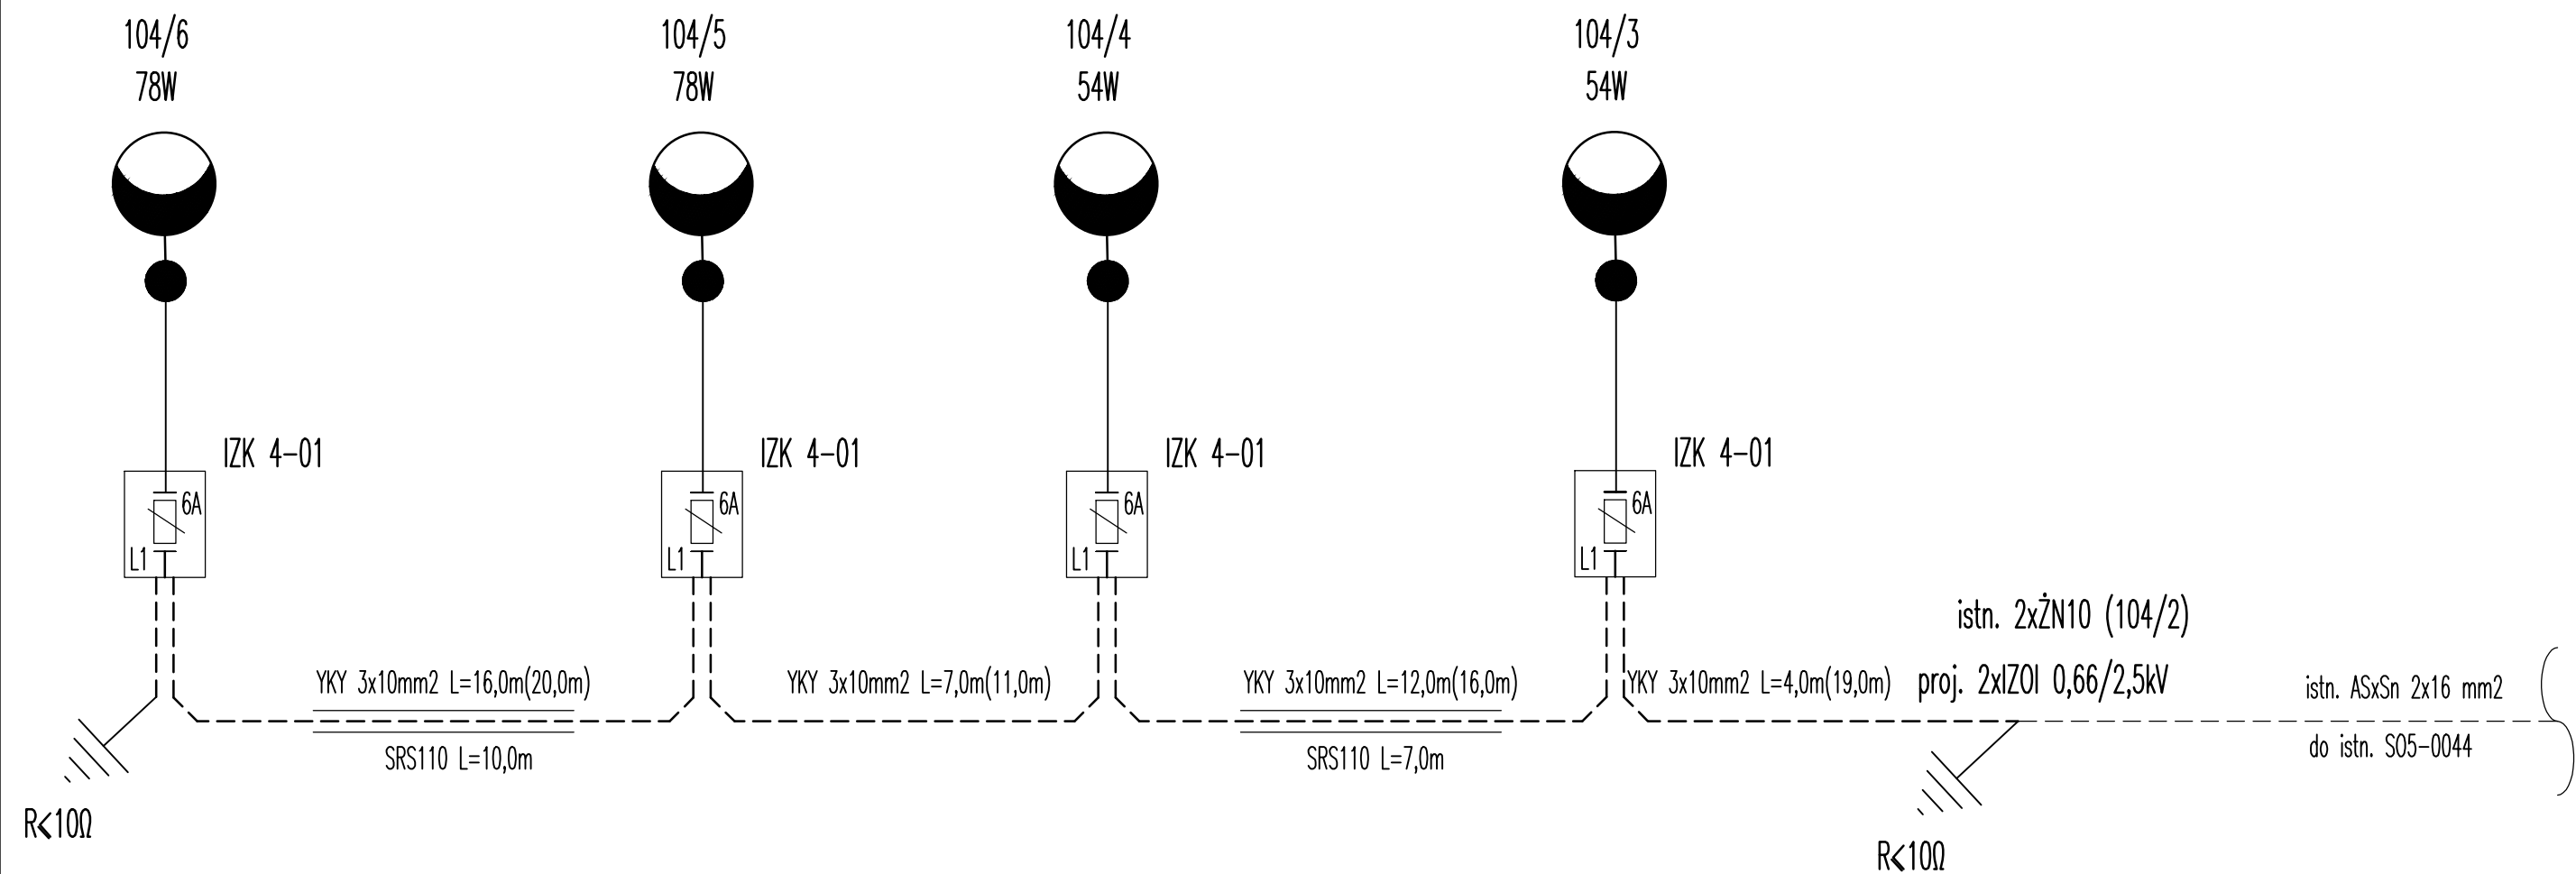 104/6
78W
104/5
78W
104/4
54W
104/3
54W
IZK 4-01
IZK 4-01
IZK 4-01
IZK 4-01
6A
L1
6A
L1
6A
L1
6A
L1
istn. 2xŻN10 (104/2)
proj. 2xIZOI 0,66/2,5kV
YKY 3x10mm2 L=16,0m(20,0m)
YKY 3x10mm2 L=7,0m(11,0m)
YKY 3x10mm2 L=12,0m(16,0m)
YKY 3x10mm2 L=4,0m(19,0m)
istn. ASxSn 2x16 mm2
do istn. SO5-0044
SRS110 L=10,0m
SRS110 L=7,0m
R⩽10Ω
R⩽10Ω